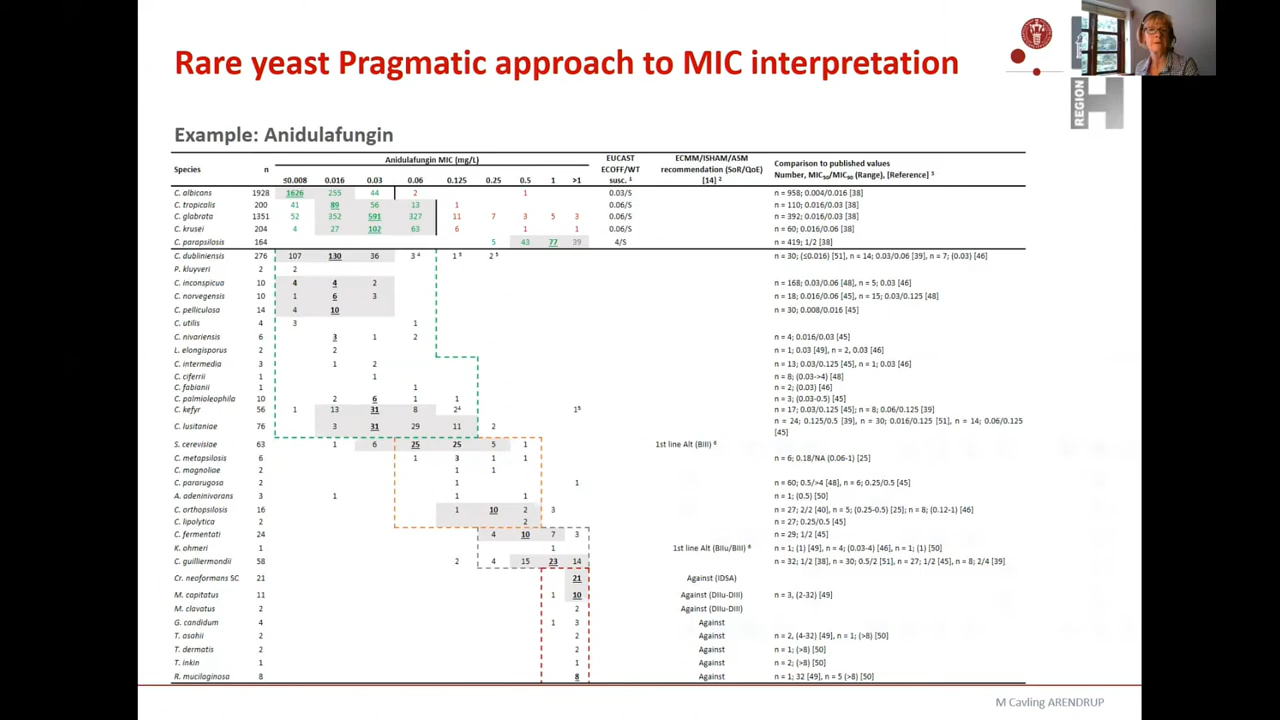 Rare yeast Pragmatic approach to MIC interpretation
REGION
H
Example: Anidulafungin
Species n Anidulafungin MIC (mg/L) EUCAST ECOFF/WT susc. 1 ECMM/ISHAM/ASM recommendation (SoR/QoE) [14] 2 Comparison to published values Number, MIC50/MIC90 (Range), [Reference] 3
≤0.008 0.016 0.03 0.06 0.125 0.25 0.5 1 >1
C. albicans 1928 1626 255 44 2 1 0.03/S n = 958; 0.004/0.016 [38]
C. tropicalis 200 41 89 56 13 1 0.06/S n = 110; 0.016/0.03 [38]
C. glabrata 1351 52 352 591 327 11 7 3 5 3 0.06/S n = 392; 0.016/0.03 [38]
C. krusei 204 4 27 102 63 6 1 1 0.06/S n = 60; 0.016/0.06 [38]
C. parapsilosis 164 5 43 77 39 4/S n = 419; 1/2 [38]
C. dubliniensis 276 107 130 36 3 4 1 3 2 5 n = 30; (≤0.016) [51], n = 14; 0.03/0.06 [39], n = 7; (0.03) [46]
P. kluyveri 2 2
C. inconspicua 10 4 4 2 n = 168; 0.03/0.06 [48], n = 5; 0.03 [46]
C. norvegensis 10 1 6 3 n = 18; 0.016/0.06 [45], n = 15; 0.03/0.125 [48]
C. pelliculosa 14 4 10 n = 30; 0.008/0.016 [45]
C. utilis 4 3 1
C. nivariensis 6 3 1 2 n = 4; 0.016/0.03 [45]
L. elongisporus 2 2 n = 1; 0.03 [49], n = 2, 0.03 [46]
C. intermedia 3 1 2 n = 13; 0.03/0.125 [45], n = 1; 0.03 [46]
C. ciferrii 1 1 n = 8; (0.03->4) [48]
C. fabianii 1 1 n = 2; (0.03) [46]
C. palmioleophila 10 2 6 1 1 n = 3; (0.03-0.5) [45]
C. kefyr 56 1 13 31 8 2 4 1 5 n = 17; 0.03/0.125 [45]; n = 8; 0.06/0.125 [39]
C. lusitaniae 76 3 31 29 11 2 n = 24; 0.125/0.5 [39], n = 30; 0.016/0.125 [51], n = 14; 0.06/0.125 [45]
S. cerevisiae 63 1 6 25 25 5 1 1st line Alt (BIII) 6
C. metapsilosis 6 1 3 1 1 n = 6; 0.18/NA (0.06-1) [25]
C. magnoliae 2 1 1
C. pararugosa 2 1 1 n = 60; 0.5/>4 [48], n = 6; 0.25/0.5 [45]
A. adeninivorans 3 1 1 1 n = 1; (0.5) [50]
C. orthopsilosis 16 1 10 2 3 n = 27; 2/2 [40], n = 5; (0.25-0.5) [25]; n = 8; (0.12-1) [46]
C. lipolytica 2 2 n = 27; 0.25/0.5 [45]
C. fermentati 24 4 10 7 3 n = 29; 1/2 [45]
K. ohmeri 1 1 1st line Alt (BIIu/BIII) 6 n = 1; (1) [49], n = 4; (0.03-4) [46], n = 1; (1) [50]
C. guilliermondii 58 2 4 15 23 14 n = 32; 1/2 [38], n = 30; 0.5/2 [51], n = 27; 1/2 [45], n = 8; 2/4 [39]
Cr. neoformans SC 21 21 Against (IDSA)
M. capitatus 11 1 10 Against (DIIu-DIII) n = 3, (2-32) [49]
M. clavatus 2 2 Against (DIIu-DIII)
G. candidum 4 1 3 Against
T. asahii 2 2 Against n = 2, (4-32) [49], n = 1; (>8) [50]
T. dermatis 2 2 Against n = 1; (>8) [50]
T. inkin 1 1 Against n = 2; (>8) [50]
R. mucilaginosa 8 8 Against n = 1; 32 [49], n = 5 (>8) [50]
M Cavling ARENDRUP